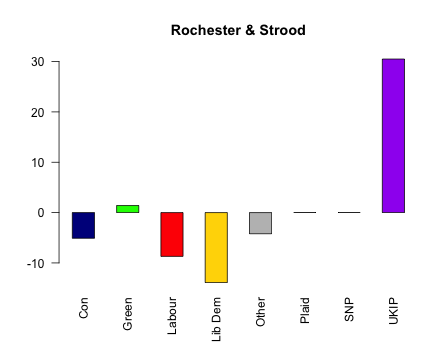 Rochester & Strood
30
20
10
0
-10
Con
Green
Labour
Lib Dem
Other
Plaid
SNP
UKIP